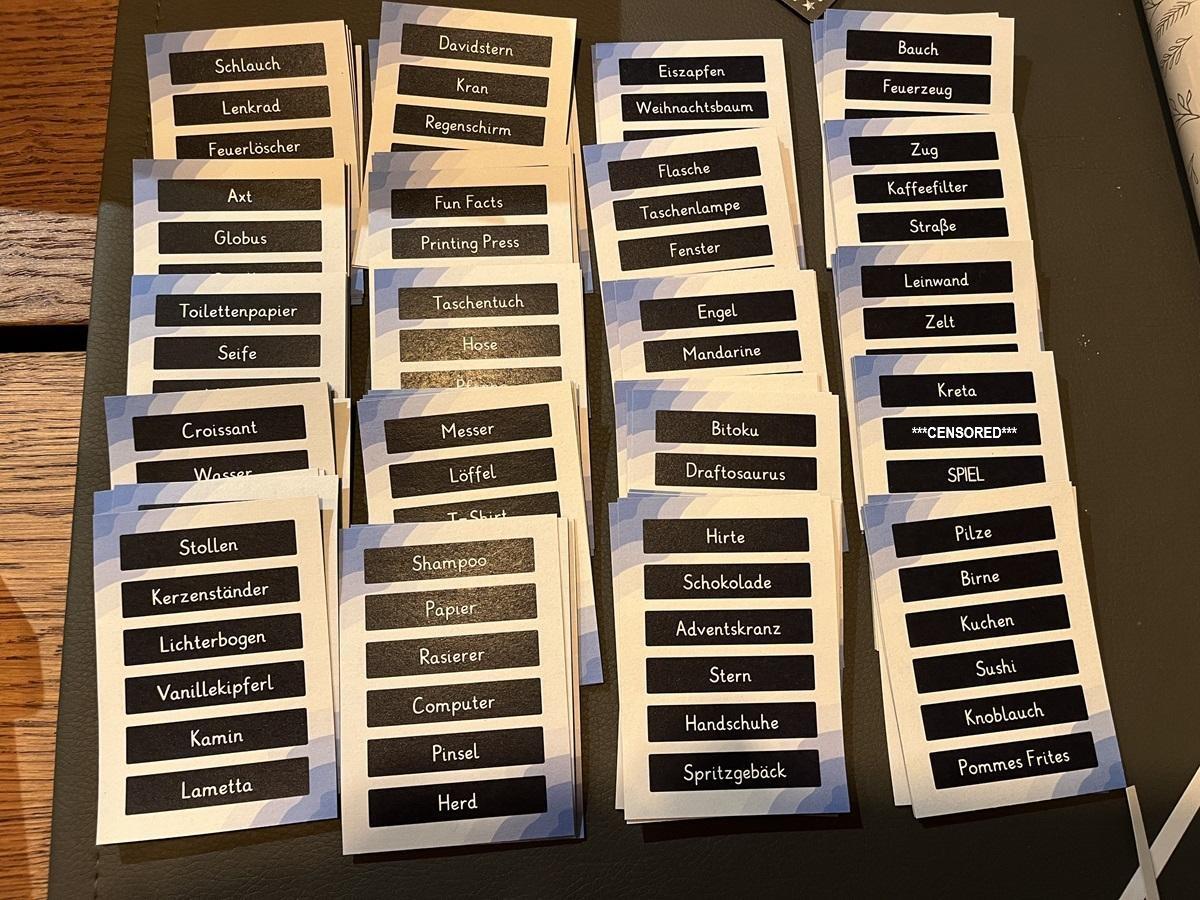 Schlauch
Lenkrad
Feuerlöscher
Axt
Globus
Toilettenpapier
Seife
Croissant
Wasser
Stollen
Kerzenständer
Lichterbogen
Vanillekipferl
Kamin
Lametta
Davidstern
Kran
Regenschirm
Fun Facts
Printing Press
Taschentuch
Hose
Messer
Löffel
T-Shirt
Shampoo
Papier
Rasierer
Computer
Pinsel
Herd
Eiszapfen
Weihnachtsbaum
Flasche
Taschenlampe
Fenster
Engel
Mandarine
Bitoku
Draftosaurus
Hirte
Schokolade
Adventskranz
Stern
Handschuhe
Spritzgebäck
Bauch
Feuerzeug
Zug
Kaffeefilter
Straße
Leinwand
Zelt
Kreta
***CENSORED***
SPIEL
Pilze
Birne
Kuchen
Sushi
Knoblauch
Pommes Frites